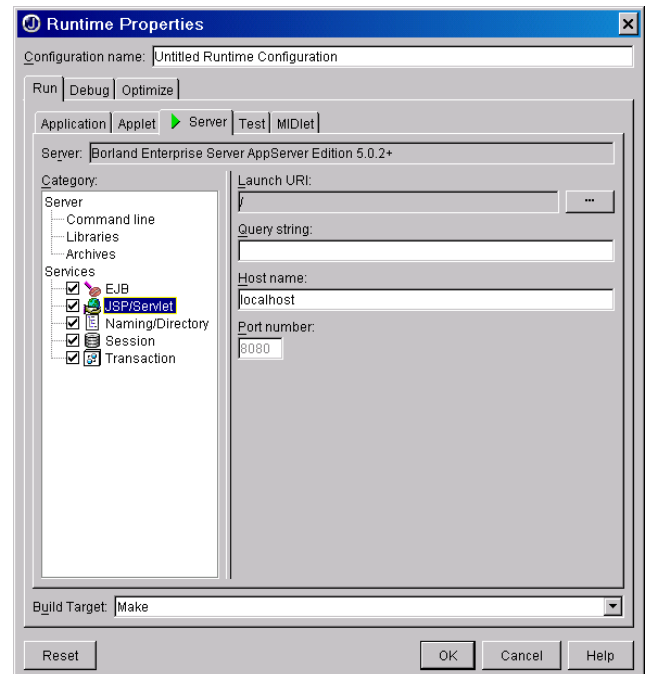 Runtime Properties
Configuration name: Untitled Runtime Configuration
Run Debug Optimize
Application Applet Server Test MIDlet
Server: Borland Enterprise Server AppServer Edition 5.0.2+
Category:
Server
Command line
Libraries
Archives
Services
EJB
JSP/Servlet
Naming/Directory
Session
Transaction
Launch URI:
/
...
Query string:
Host name:
localhost
Port number:
8080
Build Target: Make
Reset OK Cancel Help